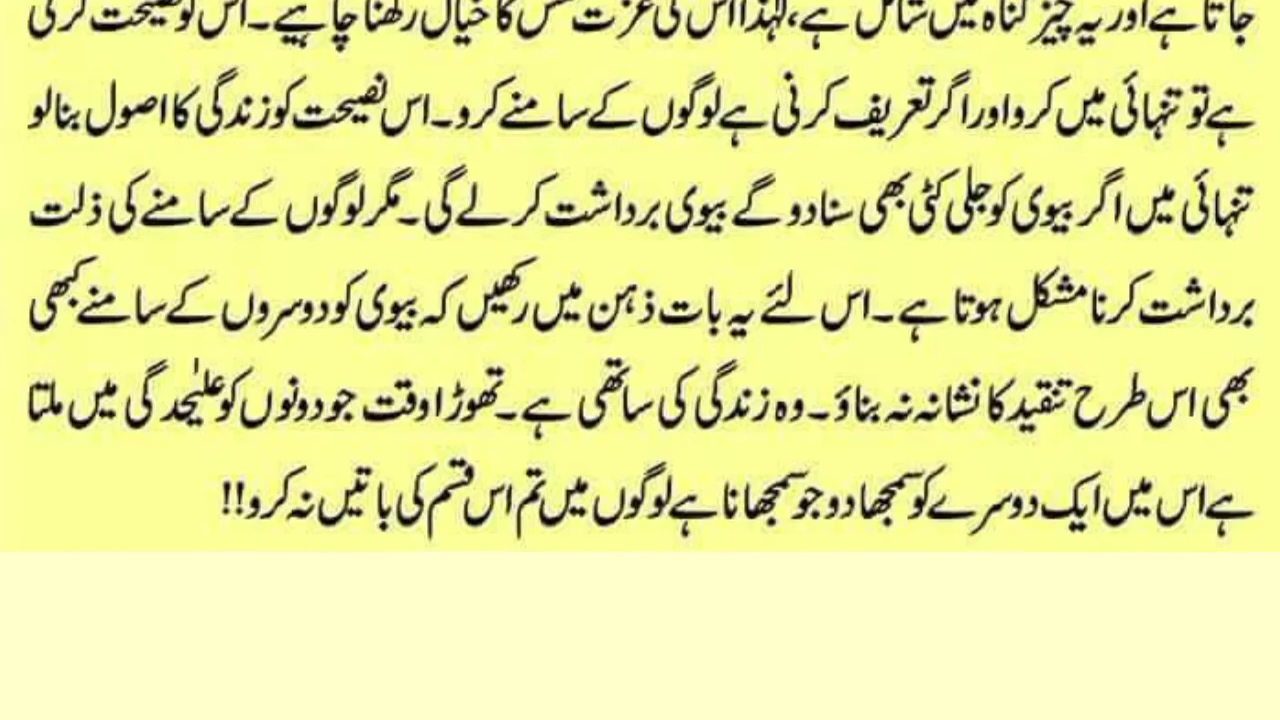 جاتا ہے اور یہ چیز گناہ میں شامل ہے، لہٰذا اس کی عزت نفس کا خیال رکھنا چاہیے۔ اس کو نصیحت کرنی
ہے تو تنہائی میں کرو اور اگر تعریف کرنی ہے لوگوں کے سامنے کرو۔ اس نصیحت کو زندگی کا اصول بنالو
تنہائی میں اگر بیوی کو جلی کٹی بھی سنا دو گے بیوی برداشت کر لے گی۔ مگر لوگوں کے سامنے کی ذلت
برداشت کرنا مشکل ہوتا ہے۔ اس لئے یہ بات ذہن میں رکھیں کہ بیوی کو دوسروں کے سامنے کبھی
بھی اس طرح تنقید کا نشانہ نہ بناؤ۔ وہ زندگی کی ساتھی ہے۔ تھوڑا وقت جو دونوں کو علیٰحدگی میں ملتا
ہے اس میں ایک دوسرے کو سمجھا دو جو سمجھانا ہے لوگوں میں تم اس قسم کی باتیں نہ کرو!!